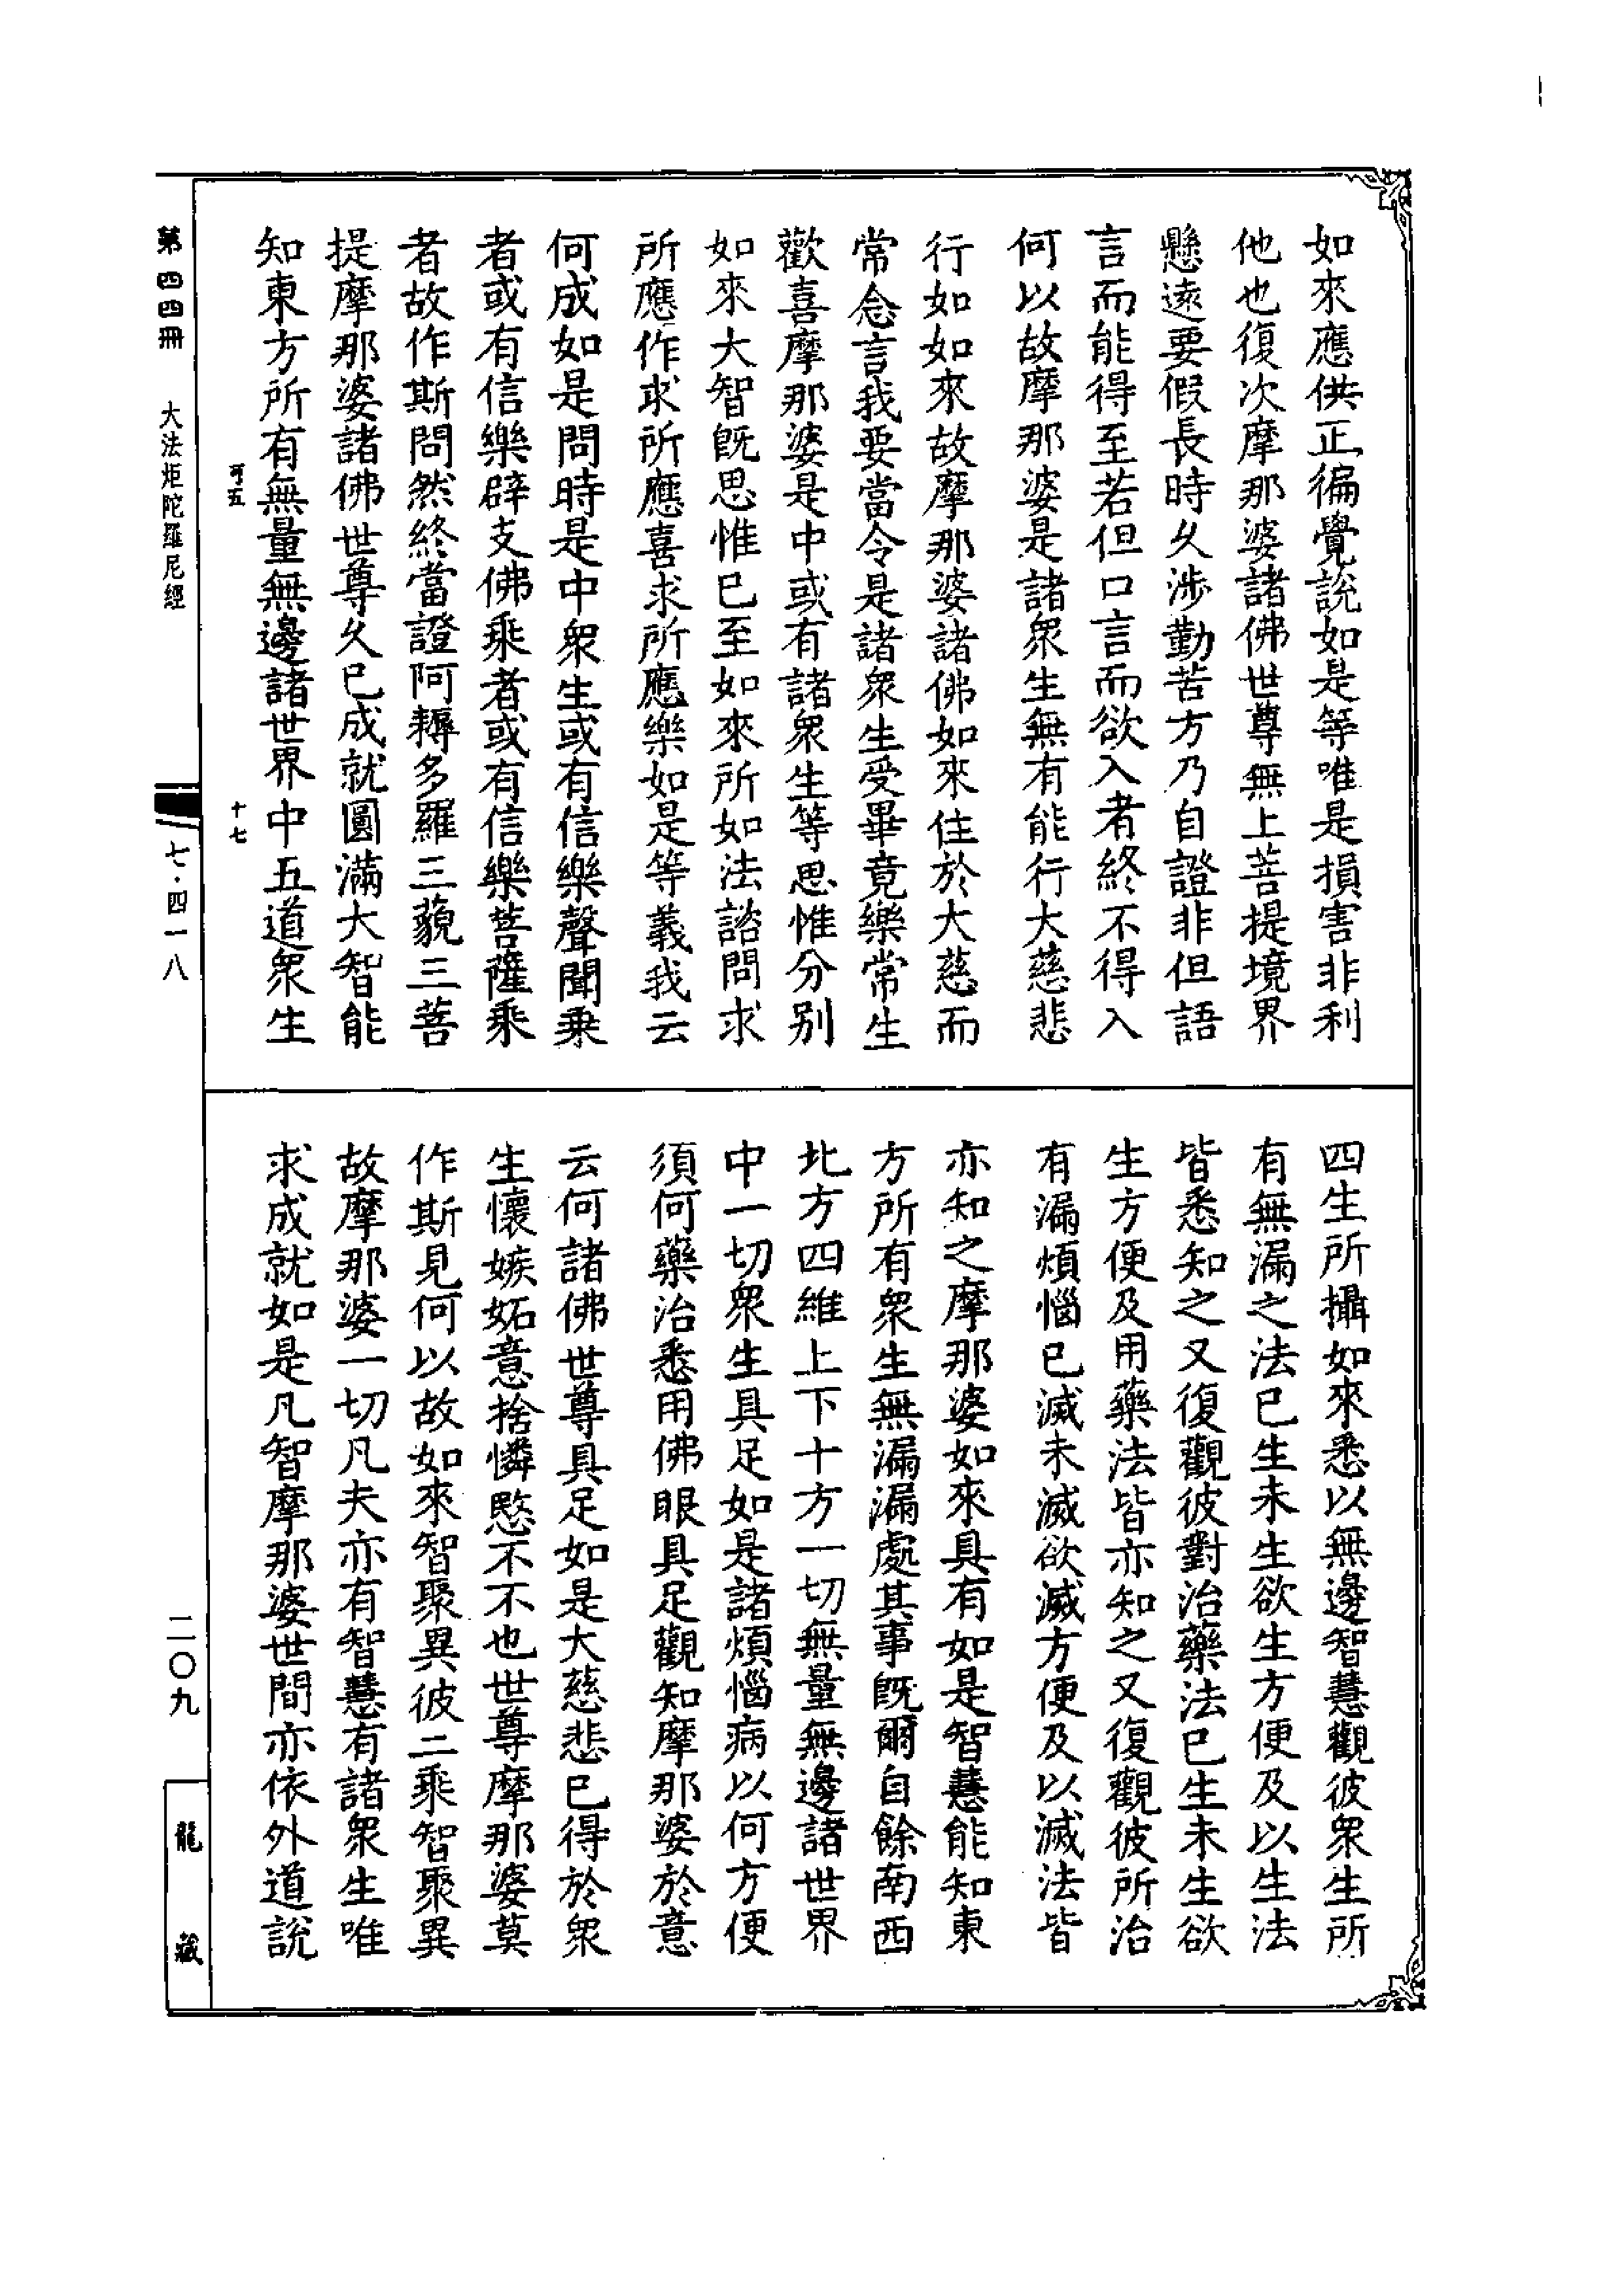 如來應供正徧覺說如是等唯是損害非利
他也復次摩那婆諸佛世尊無上菩提境界
懸遠要假長時久涉勤苦方乃自證非但語
言而能得至若但口言而欲入者終不得入
何以故摩那婆是諸衆生無有能行大慈悲
行如如來故摩那婆諸佛如來住於大慈而
常念言我要當令是諸衆生受畢竟樂常生
歡喜摩那婆是中或有諸衆生等思惟分別
如來大智既思惟已至如來所如法諮問求
所應作求所應喜求所應樂如是等義我云
何成如是問時是中衆生或有信樂聲聞乘
者或有信樂辟支佛乘者或有信樂菩薩乘
者故作斯問然終當證阿耨多羅三藐三菩
提摩那婆諸佛世尊久已成就圓滿大智能
知東方所有無量無邊諸世界中五道衆生
四生所攝如來悉以無邊智慧觀彼衆生所
有無漏之法已生未生欲生方便及以生法
皆悉知之又復觀彼對治藥法已生未生欲
生方便及用藥法皆亦知之又復觀彼所治
有漏煩惱已滅未滅欲滅方便及以滅法皆
亦知之摩那婆如來具有如是智慧能知東
方所有衆生無漏漏處其事既爾自餘南西
北方四維上下十方一切無量無邊諸世界
中一切衆生具足如是諸煩惱病以何方便
須何藥治悉用佛眼具足觀知摩那婆於意
云何諸佛世尊具足如是大慈悲已得於衆
生懷嫉妬意捨憐愍不不也世尊摩那婆莫
作斯見何以故如來智聚異彼二乘智聚異
故摩那婆一切凡夫亦有智慧有諸衆生唯
求成就如是凡智摩那婆世間亦依外道說
可五
十七
第四四冊
大法炬陀羅尼經
七·四一八
二〇九
龍藏